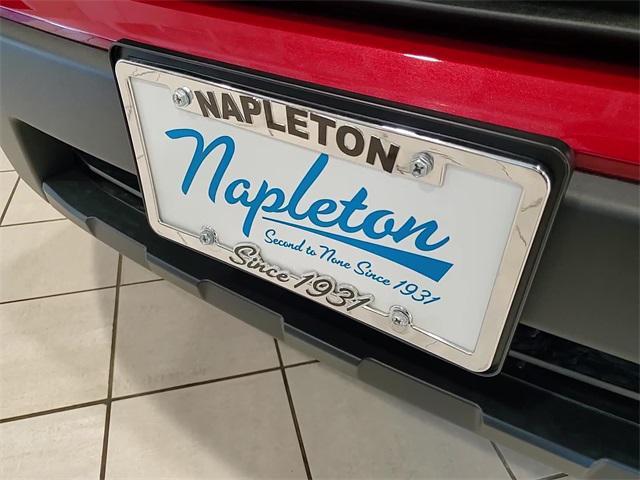 NAPLETON
Napleton
Second to None Since 1931
Since 1931